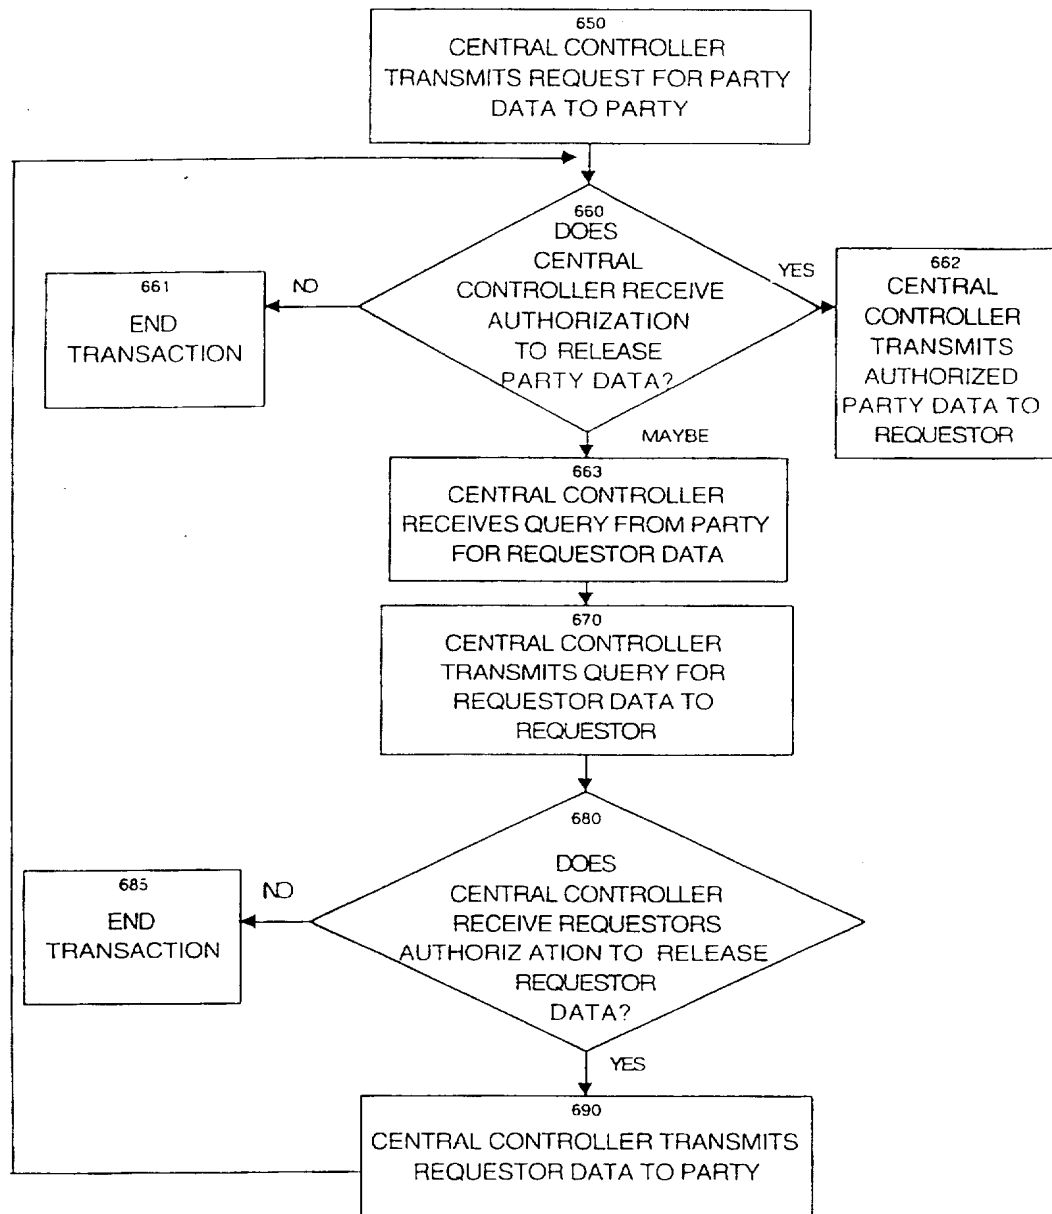 650
CENTRAL CONTROLLER
TRANSMITS REQUEST FOR PARTY
DATA TO PARTY
660
DOES
CENTRAL
CONTROLLER RECEIVE
AUTHORIZATION
TO RELEASE
PARTY DATA?
NO
661
END
TRANSACTION
YES
662
CENTRAL
CONTROLLER
TRANSMITS
AUTHORIZED
PARTY DATA TO
REQUESTOR
MAYBE
663
CENTRAL CONTROLLER
RECEIVES QUERY FROM PARTY
FOR REQUESTOR DATA
670
CENTRAL CONTROLLER
TRANSMITS QUERY FOR
REQUESTOR DATA TO
REQUESTOR
680
DOES
CENTRAL CONTROLLER
RECEIVE REQUESTORS
AUTHORIZ ATION TO RELEASE
REQUESTOR
DATA?
NO
685
END
TRANSACTION
YES
690
CENTRAL CONTROLLER TRANSMITS
REQUESTOR DATA TO PARTY